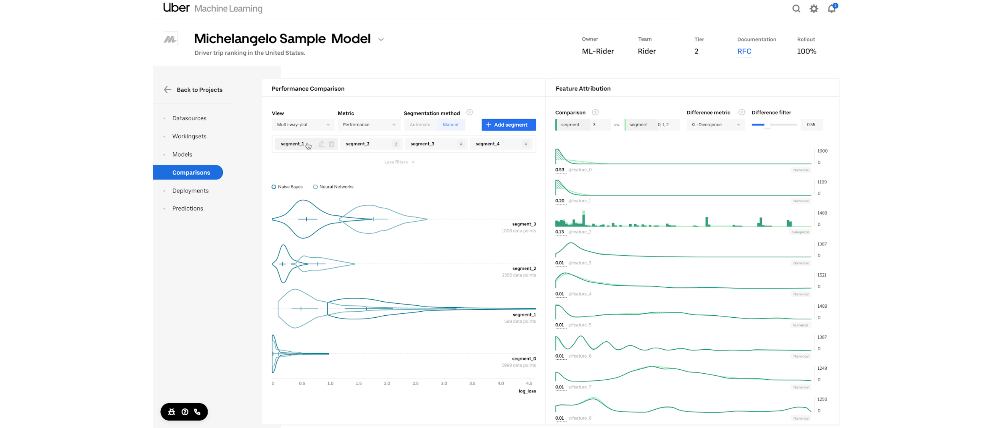 Uber Machine Learning
3
Michelangelo Sample Model
Driver trip ranking in the United States.
Owner Team Tier Documentation Rollout
ML-Rider Rider 2 RFC 100%
Back to Projects
Datasources
Workingsets
Models
Comparisons
Deployments
Predictions
Performance Comparison
View Metric Segmentation method ?
Multi-way-plot Performance Automate Manual + Add segment
segment_1 segment_2 2 segment_3 4 segment_4 4
Less filters
Naive Bayes Neural Networks
segment_3
1008 data points
segment_2
2395 data points
segment_1
599 data points
segment_0
5998 data points
0 0.5 1.0 1.5 2.0 2.5 3.0 3.5 4.0 4.5
log_loss
Feature Attribution
Comparison ? Difference metric ? Difference filter
segment 3 vs. segment 0, 1, 2 KL-Divergence 0.55
1900
0
0.53 @feature_0 Numerical
1199
0
0.20 @feature_1 Numerical
1489
0
0.13 @feature_2 Categorical
1387
0
0.01 @feature_3 Numerical
1521
0
0.01 @feature_4 Numerical
1489
0
0.01 @feature_5 Numerical
1387
0
0.01 @feature_6 Numerical
1249
0
0.01 @feature_7 Numerical
1250
0
0.01 @feature_8 Numerical